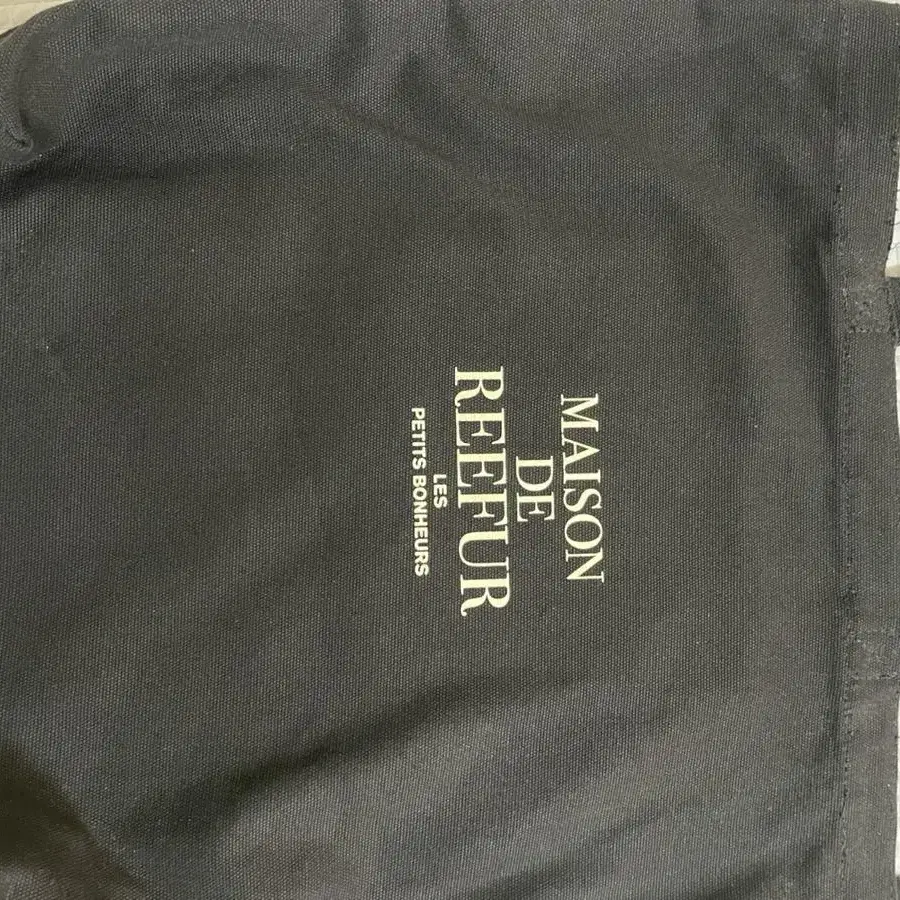 MAISON
DE
REEFUR
LES
PETITS BONHEURS